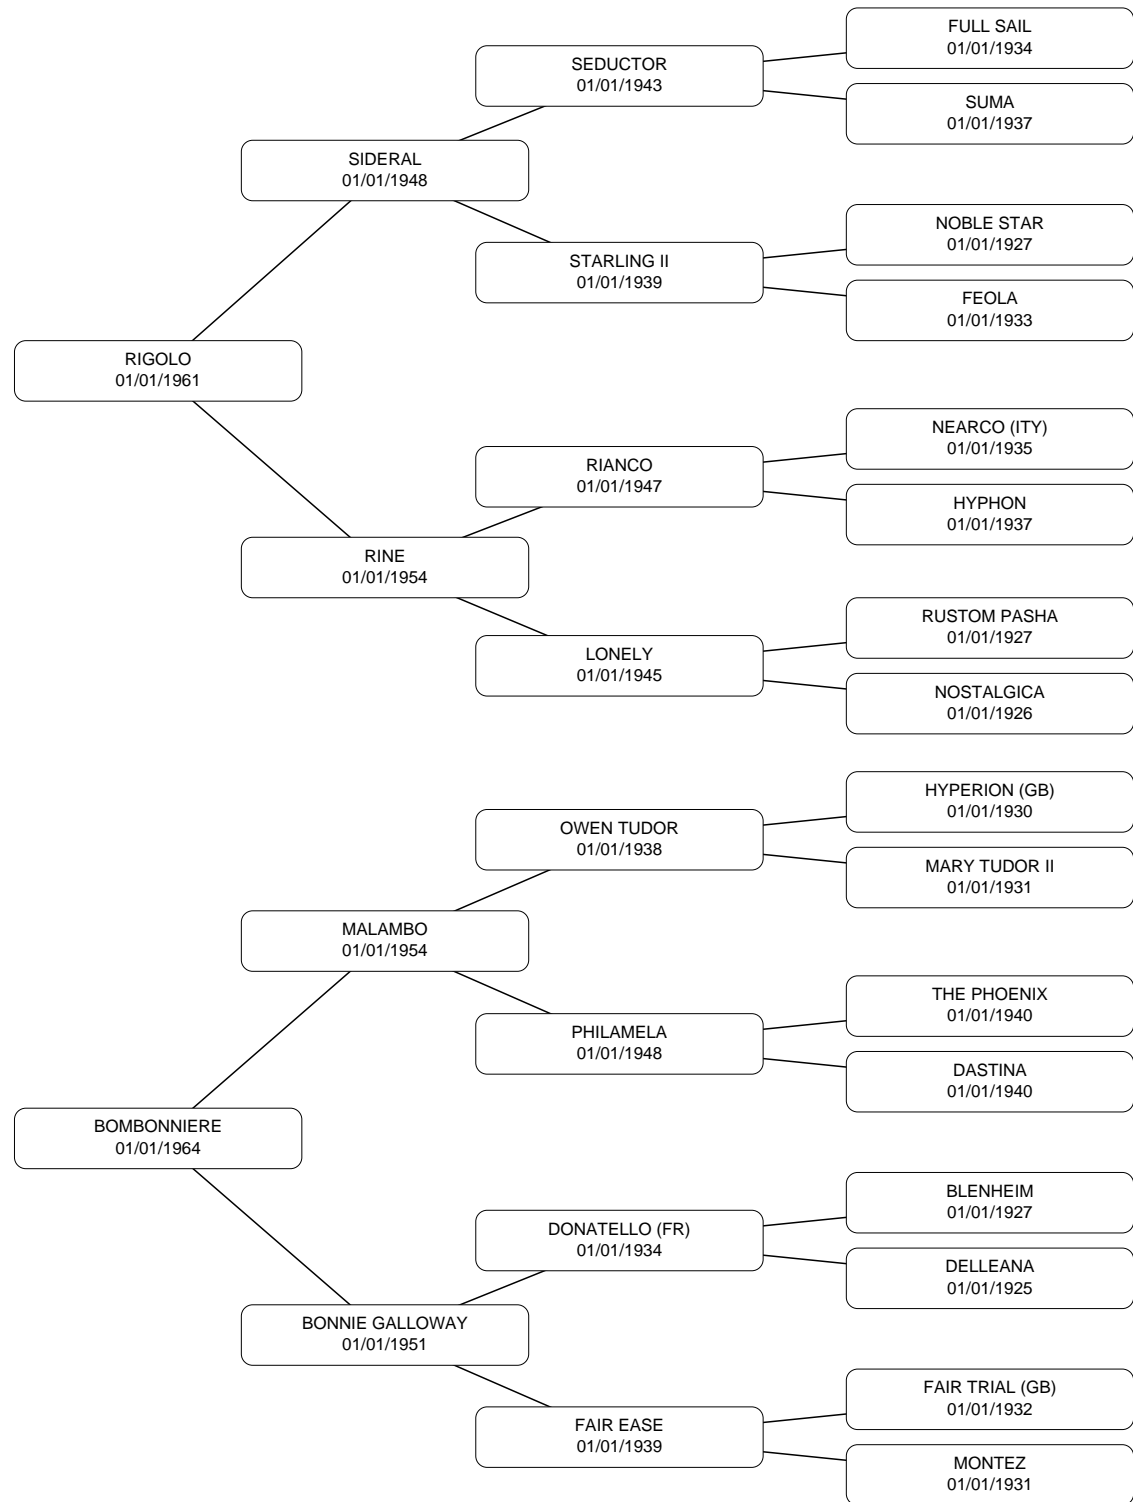 FULL SAIL
01/01/1934
SEDUCTOR
01/01/1943
SUMA
01/01/1937
SIDERAL
01/01/1948
NOBLE STAR
01/01/1927
STARLING II
01/01/1939
FEOLA
01/01/1933
RIGOLO
01/01/1961
NEARCO (ITY)
01/01/1935
RIANCO
01/01/1947
HYPHON
01/01/1937
RINE
01/01/1954
RUSTOM PASHA
01/01/1927
LONELY
01/01/1945
NOSTALGICA
01/01/1926
HYPERION (GB)
01/01/1930
OWEN TUDOR
01/01/1938
MARY TUDOR II
01/01/1931
MALAMBO
01/01/1954
THE PHOENIX
01/01/1940
PHILAMELA
01/01/1948
DASTINA
01/01/1940
BOMBONNIERE
01/01/1964
BLENHEIM
01/01/1927
DONATELLO (FR)
01/01/1934
DELLEANA
01/01/1925
BONNIE GALLOWAY
01/01/1951
FAIR TRIAL (GB)
01/01/1932
FAIR EASE
01/01/1939
MONTEZ
01/01/1931